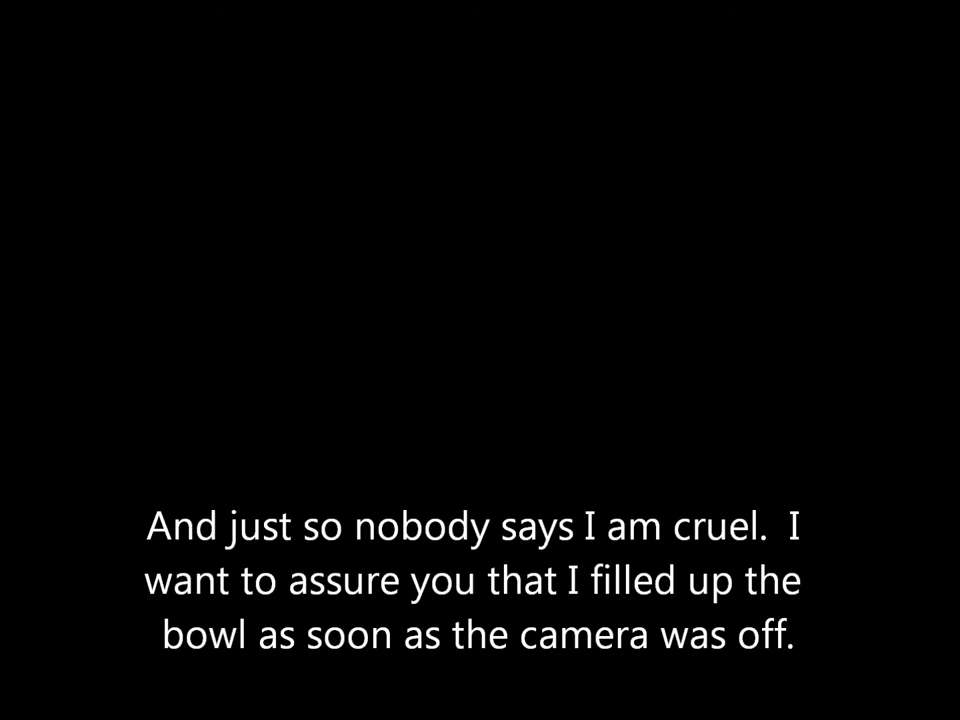 And just so nobody says I am cruel.  I
want to assure you that I filled up the
bowl as soon as the camera was off.